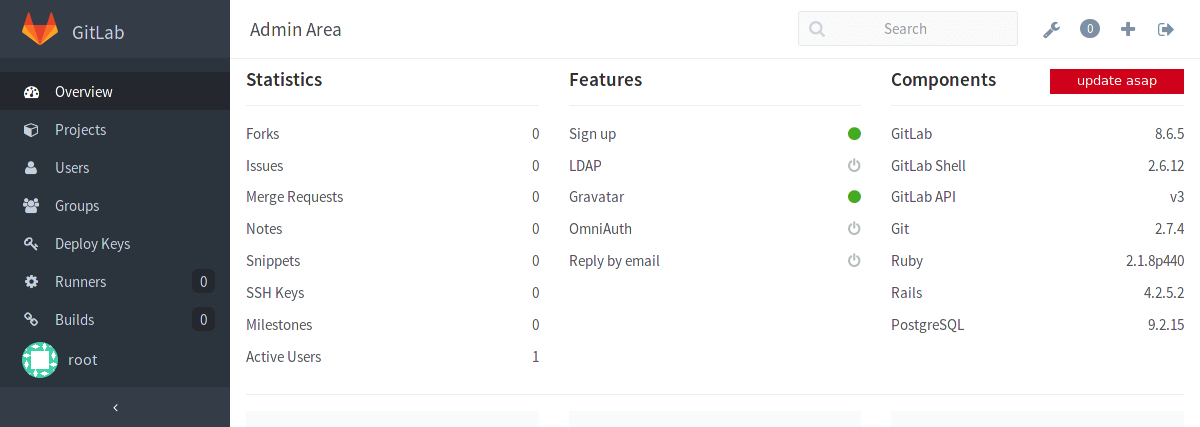 GitLab
Admin Area
Search
0
Overview
Projects
Users
Groups
Deploy Keys
Runners 0
Builds 0
root
Statistics
Forks 0
Issues 0
Merge Requests 0
Notes 0
Snippets 0
SSH Keys 0
Milestones 0
Active Users 1
Features
Sign up
LDAP
Gravatar
OmniAuth
Reply by email
Components update asap
GitLab 8.6.5
GitLab Shell 2.6.12
GitLab API v3
Git 2.7.4
Ruby 2.1.8p440
Rails 4.2.5.2
PostgreSQL 9.2.15